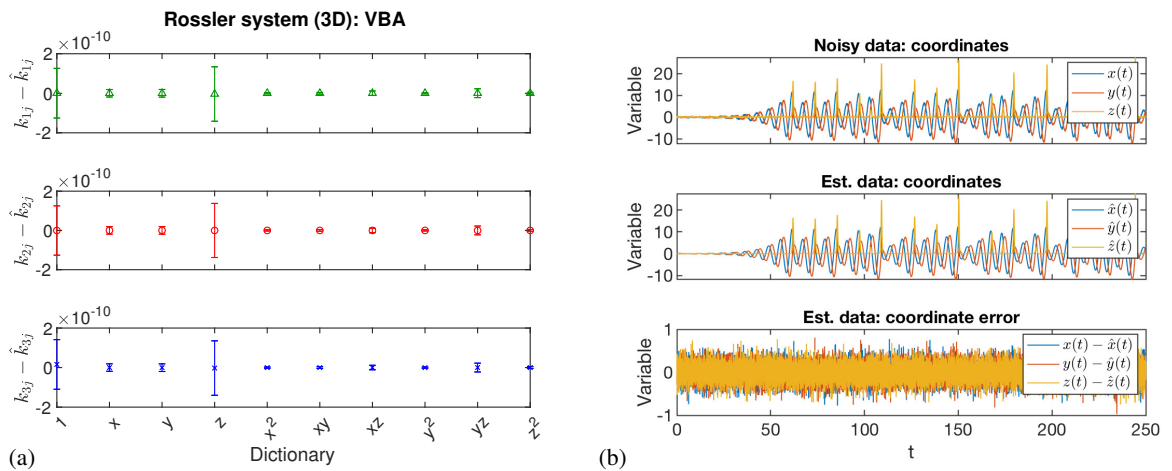 Rossler system (3D): VBA
×10⁻¹⁰
2
0
-2
k₁ⱼ − k̂₁ⱼ
×10⁻¹⁰
2
0
-2
k₂ⱼ − k̂₂ⱼ
×10⁻¹⁰
2
0
-2
k₃ⱼ − k̂₃ⱼ
1 x y z x² xy xz y² yz z²
Dictionary
(a)
Noisy data: coordinates
20
10
0
-10
Variable
x(t)
y(t)
z(t)
Est. data: coordinates
20
10
0
-10
Variable
x̂(t)
ŷ(t)
ẑ(t)
Est. data: coordinate error
1
0
-1
Variable
x(t) − x̂(t)
y(t) − ŷ(t)
z(t) − ẑ(t)
0 50 100 150 200 250
t
(b)